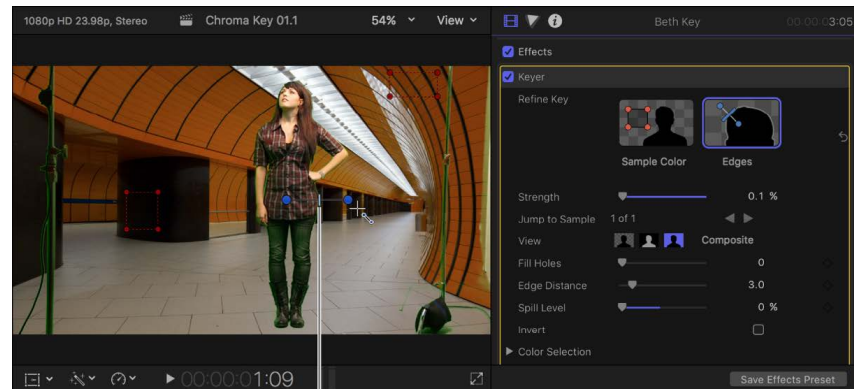 1080p HD 23.98p, Stereo Chroma Key 01.1 54% View Beth Key 00:00:03:05
Effects
Keyer
Refine Key
Sample Color Edges
Strength 0.1 %
Jump to Sample 1 of 1
View Composite
Fill Holes 0
Edge Distance 3.0
Spill Level 0 %
Invert
Color Selection
00:00:01:09 Save Effects Preset